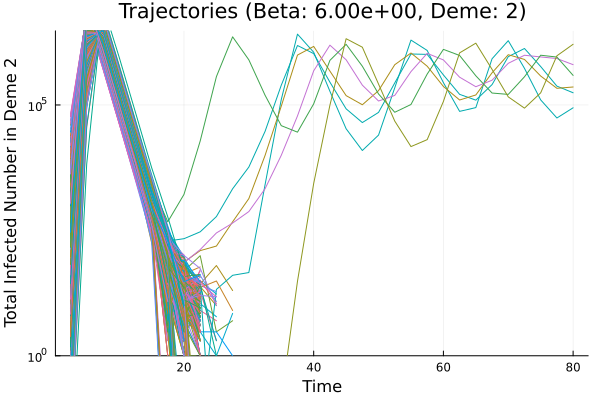 Trajectories (Beta: 6.00e+00, Deme: 2)
Total Infected Number in Deme 2
10⁵
10⁰
20
40
60
80
Time